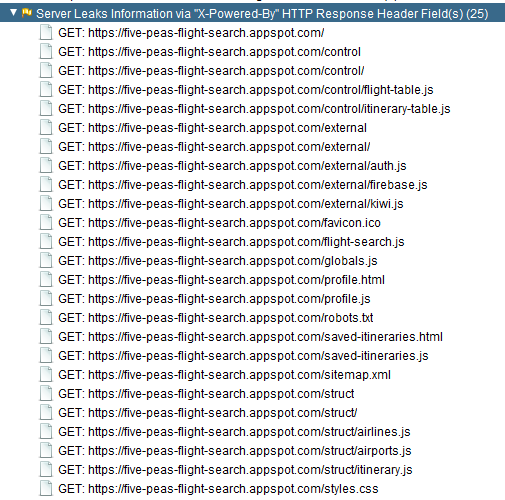 Server Leaks Information via "X-Powered-By" HTTP Response Header Field(s) (25)
GET: https://five-peas-flight-search.appspot.com/
GET: https://five-peas-flight-search.appspot.com/control
GET: https://five-peas-flight-search.appspot.com/control/
GET: https://five-peas-flight-search.appspot.com/control/flight-table.js
GET: https://five-peas-flight-search.appspot.com/control/itinerary-table.js
GET: https://five-peas-flight-search.appspot.com/external
GET: https://five-peas-flight-search.appspot.com/external/
GET: https://five-peas-flight-search.appspot.com/external/auth.js
GET: https://five-peas-flight-search.appspot.com/external/firebase.js
GET: https://five-peas-flight-search.appspot.com/external/kiwi.js
GET: https://five-peas-flight-search.appspot.com/favicon.ico
GET: https://five-peas-flight-search.appspot.com/flight-search.js
GET: https://five-peas-flight-search.appspot.com/globals.js
GET: https://five-peas-flight-search.appspot.com/profile.html
GET: https://five-peas-flight-search.appspot.com/profile.js
GET: https://five-peas-flight-search.appspot.com/robots.txt
GET: https://five-peas-flight-search.appspot.com/saved-itineraries.html
GET: https://five-peas-flight-search.appspot.com/saved-itineraries.js
GET: https://five-peas-flight-search.appspot.com/sitemap.xml
GET: https://five-peas-flight-search.appspot.com/struct
GET: https://five-peas-flight-search.appspot.com/struct/
GET: https://five-peas-flight-search.appspot.com/struct/airlines.js
GET: https://five-peas-flight-search.appspot.com/struct/airports.js
GET: https://five-peas-flight-search.appspot.com/struct/itinerary.js
GET: https://five-peas-flight-search.appspot.com/styles.css